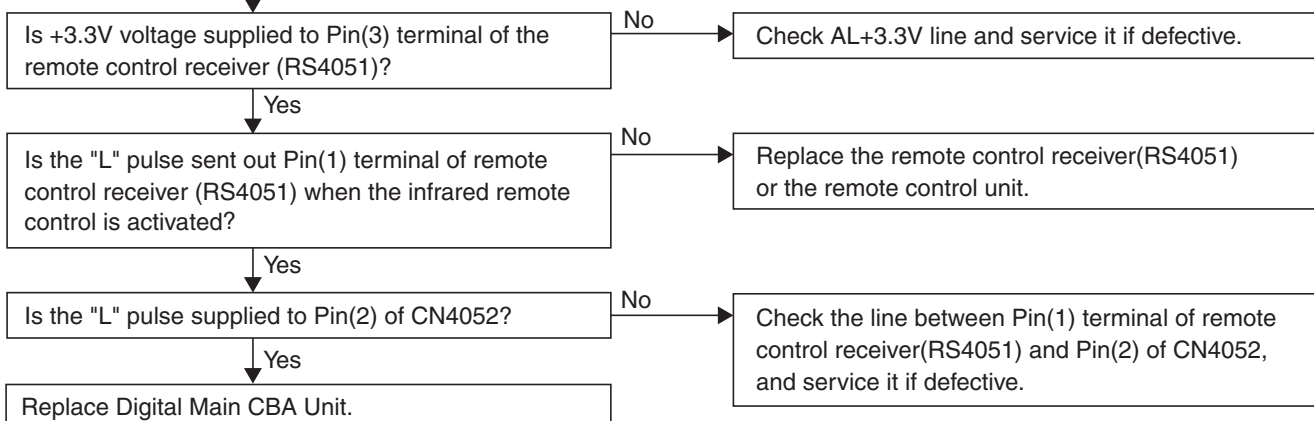 Is +3.3V voltage supplied to Pin(3) terminal of the
remote control receiver (RS4051)?
No
Check AL+3.3V line and service it if defective.
Yes
Is the "L" pulse sent out Pin(1) terminal of remote
control receiver (RS4051) when the infrared remote
control is activated?
No
Replace the remote control receiver(RS4051)
or the remote control unit.
Yes
Is the "L" pulse supplied to Pin(2) of CN4052?
No
Check the line between Pin(1) terminal of remote
control receiver(RS4051) and Pin(2) of CN4052,
and service it if defective.
Yes
Replace Digital Main CBA Unit.